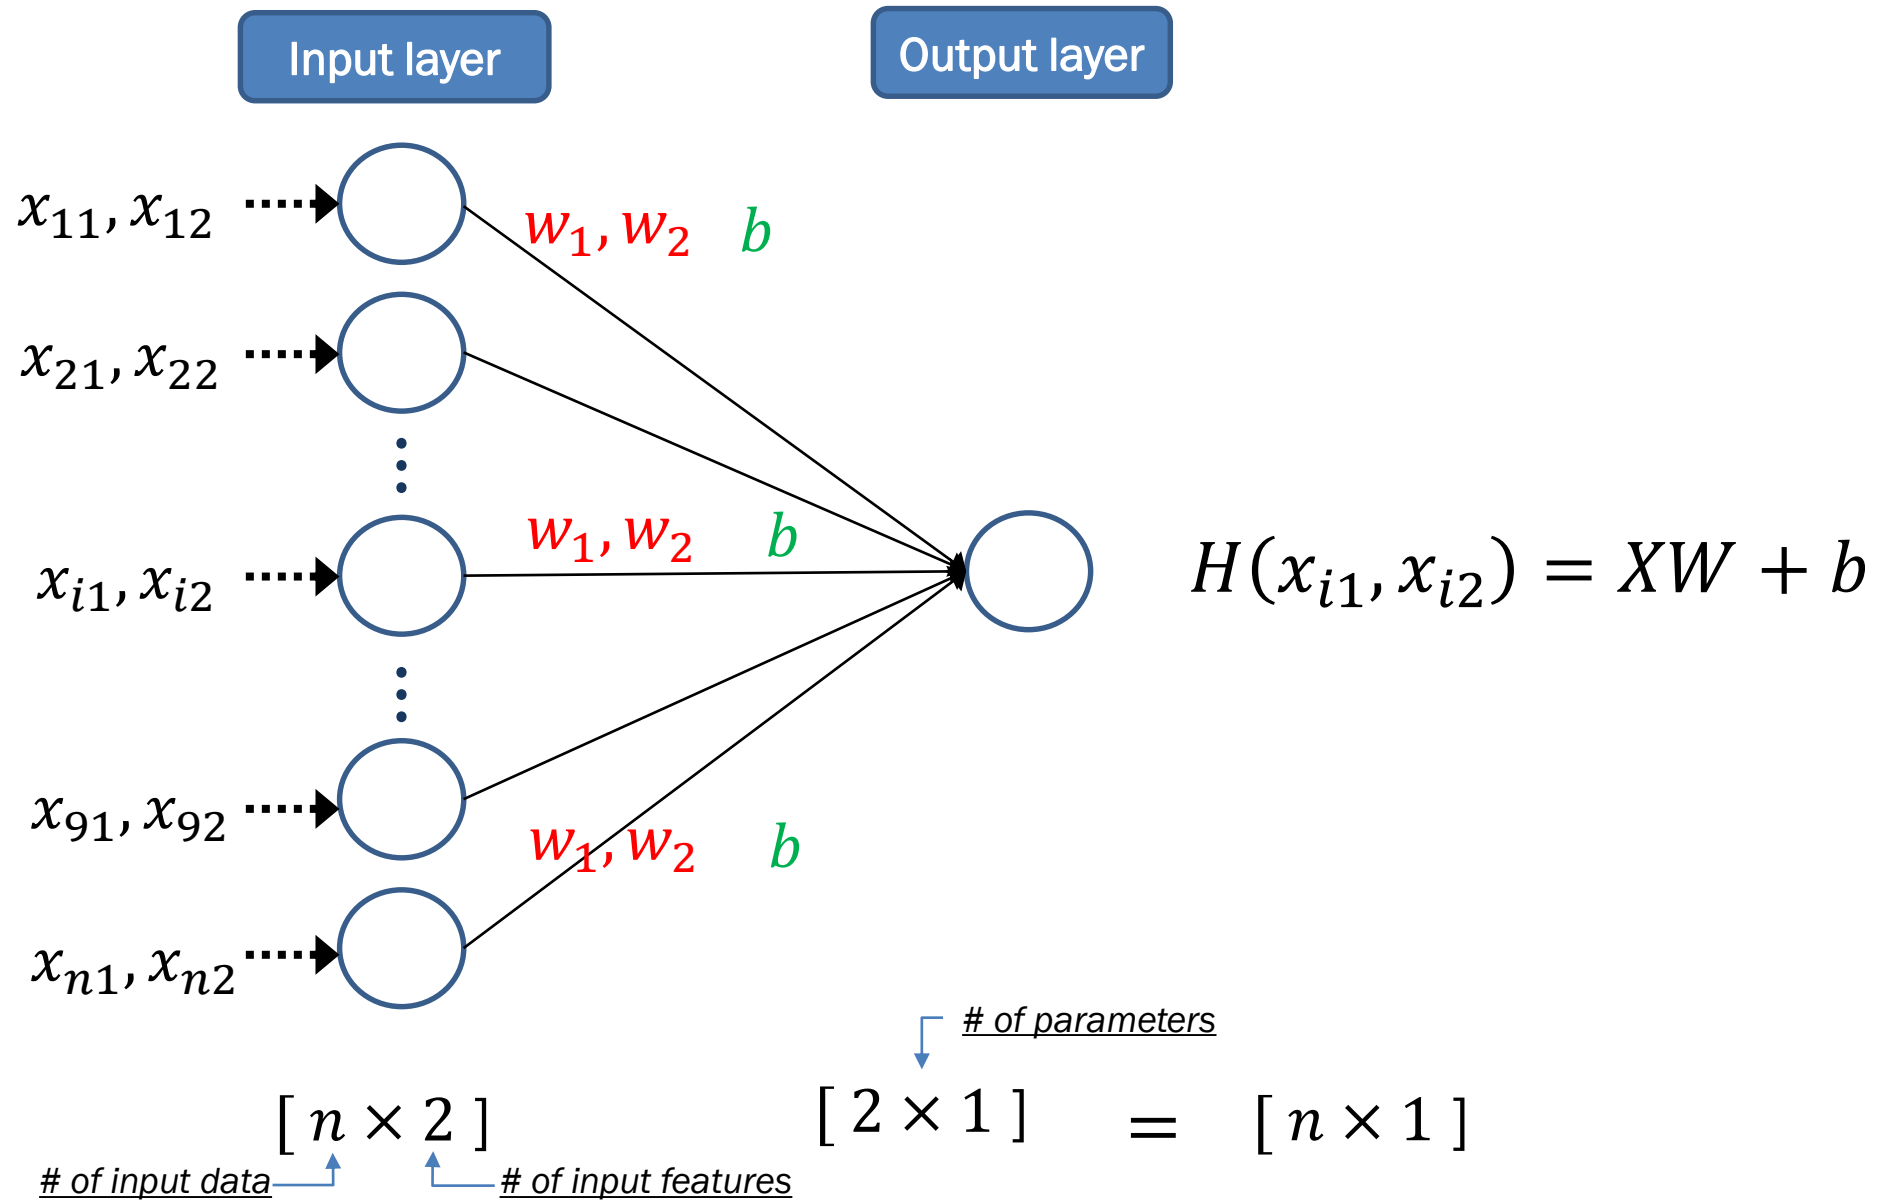 Input layer
Output layer
x₁₁, x₁₂
w₁, w₂ b
x₂₁, x₂₂
w₁, w₂ b
xᵢ₁, xᵢ₂
H(xᵢ₁, xᵢ₂) = XW + b
x₉₁, x₉₂
w₁, w₂ b
xₙ₁, xₙ₂
# of parameters
[ n × 2 ] [ 2 × 1 ] = [ n × 1 ]
# of input data # of input features